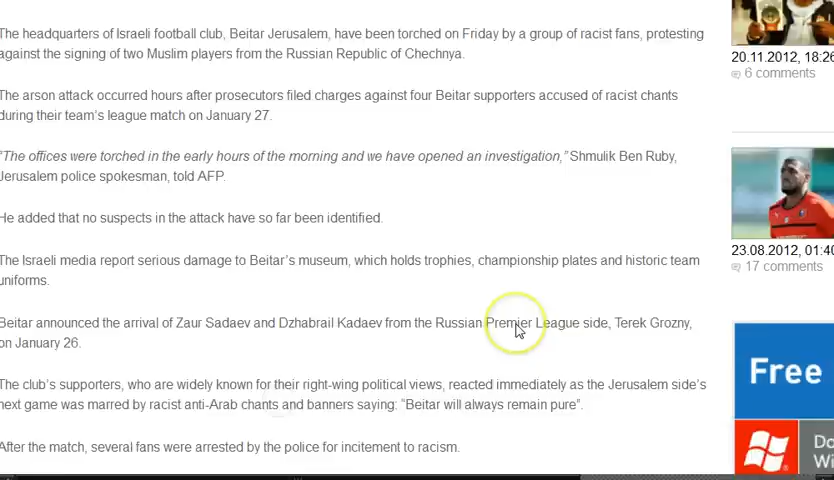 The headquarters of Israeli football club, Beitar Jerusalem, have been torched on Friday by a group of racist fans, protesting
against the signing of two Muslim players from the Russian Republic of Chechnya.
The arson attack occurred hours after prosecutors filed charges against four Beitar supporters accused of racist chants
during their team's league match on January 27.
“The offices were torched in the early hours of the morning and we have opened an investigation,” Shmulik Ben Ruby,
Jerusalem police spokesman, told AFP.
He added that no suspects in the attack have so far been identified.
The Israeli media report serious damage to Beitar's museum, which holds trophies, championship plates and historic team
uniforms.
Beitar announced the arrival of Zaur Sadaev and Dzhabrail Kadaev from the Russian Premier League side, Terek Grozny,
on January 26.
The club's supporters, who are widely known for their right-wing political views, reacted immediately as the Jerusalem side's
next game was marred by racist anti-Arab chants and banners saying: “Beitar will always remain pure”.
After the match, several fans were arrested by the police for incitement to racism.
20.11.2012, 18:26
6 comments
23.08.2012, 01:40
17 comments
Free
Do
Wi